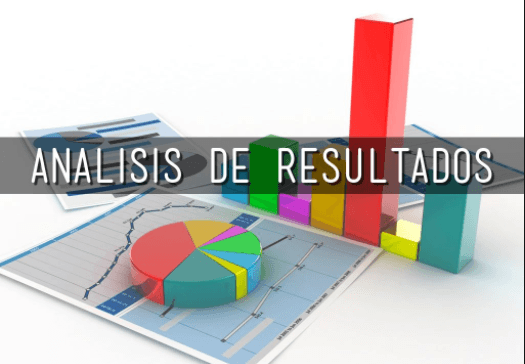 ANALISIS DE RESULTADOS